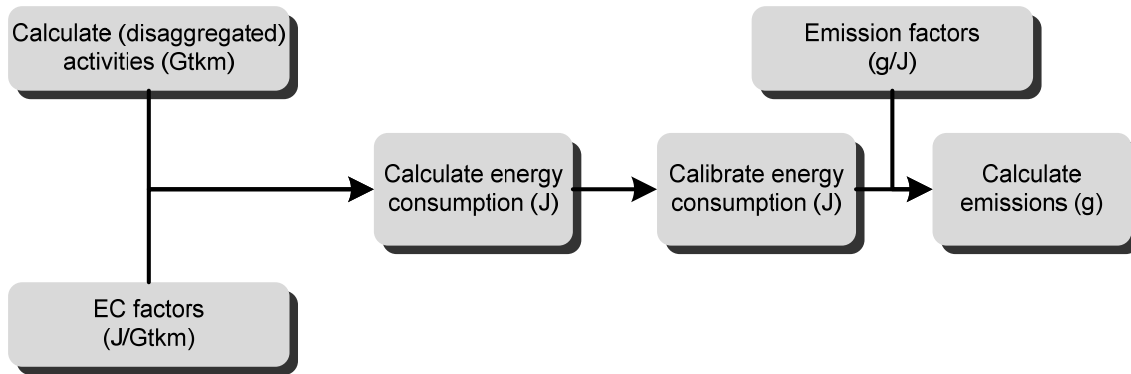 Calculate (disaggregated)
activities (Gtkm)
Emission factors
(g/J)
Calculate energy
consumption (J)
Calibrate energy
consumption (J)
Calculate
emissions (g)
EC factors
(J/Gtkm)